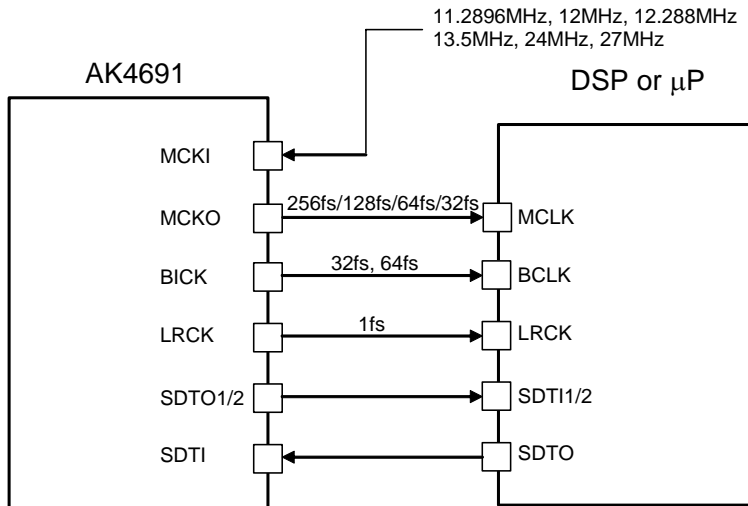 11.2896MHz, 12MHz, 12.288MHz
13.5MHz, 24MHz, 27MHz
AK4691
DSP or μP
MCKI
MCKO
256fs/128fs/64fs/32fs
MCLK
BICK
32fs, 64fs
BCLK
LRCK
1fs
LRCK
SDTO1/2
SDTI1/2
SDTI
SDTO